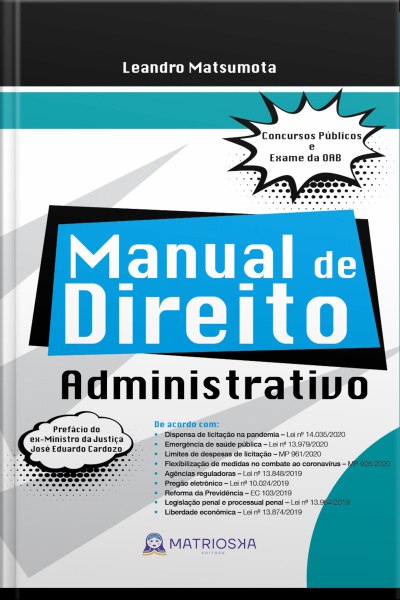 Leandro Matsumota
Concursos Públicos
e
Exame da OAB
Manual de
Direito
Administrativo
Prefácio do
ex-Ministro da Justiça
José Eduardo Cardozo
De acordo com:
• Dispensa de licitação na pandemia – Lei nº 14.035/2020
• Emergência de saúde pública – Lei nº 13.979/2020
• Limites de despesas de licitação – MP 961/2020
• Flexibilização de medidas no combate ao coronavírus – MP 926/2020
• Agências reguladoras – Lei nº 13.848/2019
• Pregão eletrônico – Lei nº 10.024/2019
• Reforma da Previdência – EC 103/2019
• Legislação penal e processual penal – Lei nº 13.964/2019
• Liberdade econômica – Lei nº 13.874/2019
MATRIOSKA
EDITORA